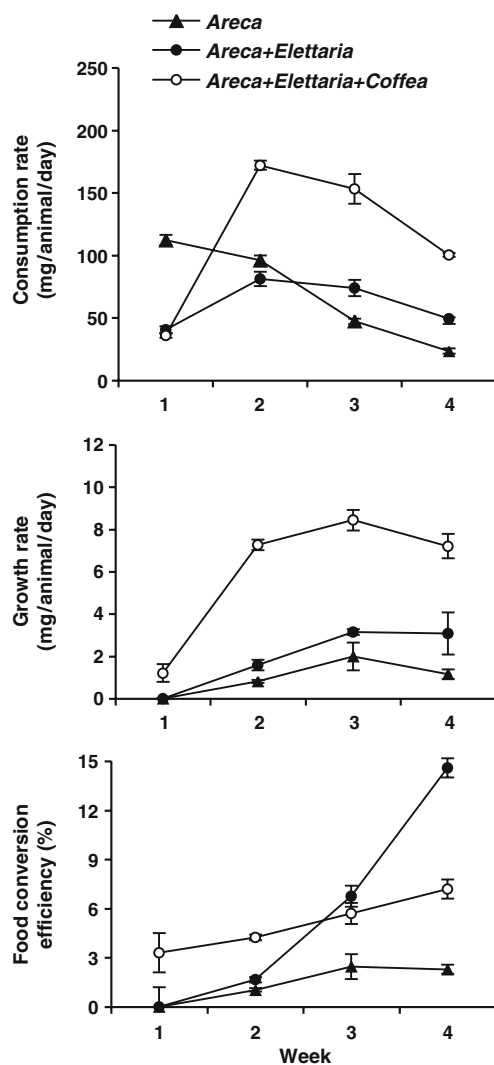 Areca
Areca+Elettaria
Areca+Elettaria+Coffea
Consumption rate
(mg/animal/day)
250
200
150
100
50
0
1 2 3 4
Growth rate
(mg/animal/day)
12
10
8
6
4
2
0
1 2 3 4
Food conversion
efficiency (%)
15
12
9
6
3
0
1 2 3 4
Week